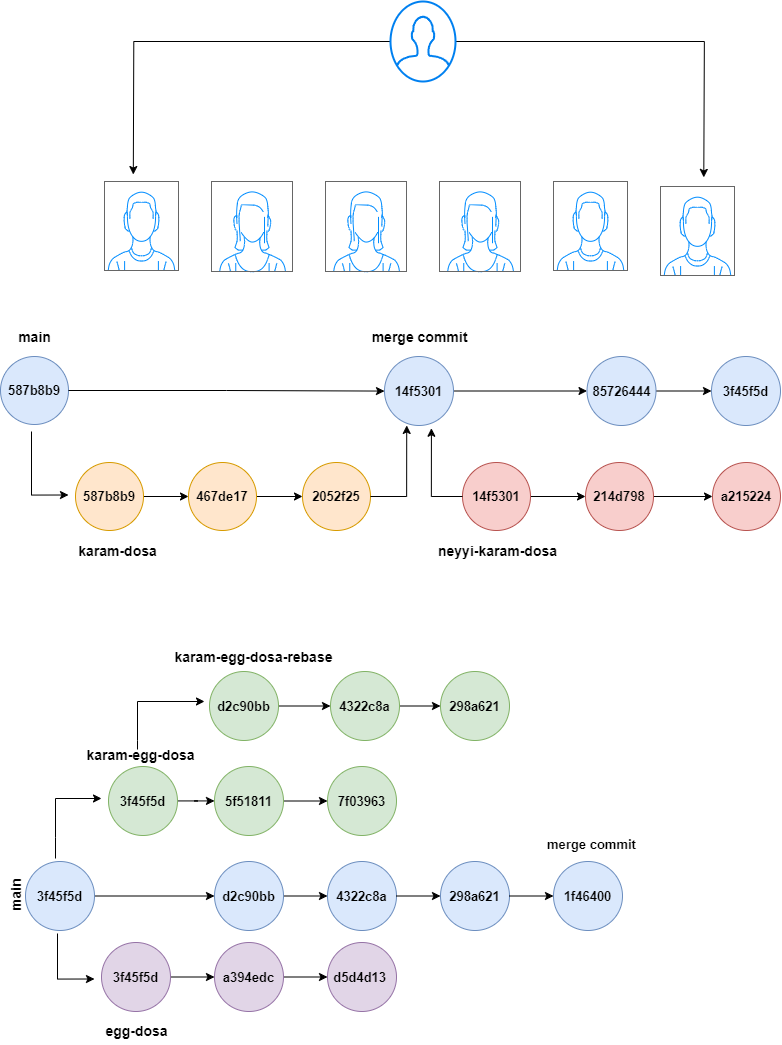 main
merge commit
587b8b9
14f5301
85726444
3f45f5d
587b8b9
467de17
2052f25
14f5301
214d798
a215224
karam-dosa
neyyi-karam-dosa
karam-egg-dosa-rebase
d2c90bb
4322c8a
298a621
karam-egg-dosa
3f45f5d
5f51811
7f03963
merge commit
main
3f45f5d
d2c90bb
4322c8a
298a621
1f46400
3f45f5d
a394edc
d5d4d13
egg-dosa